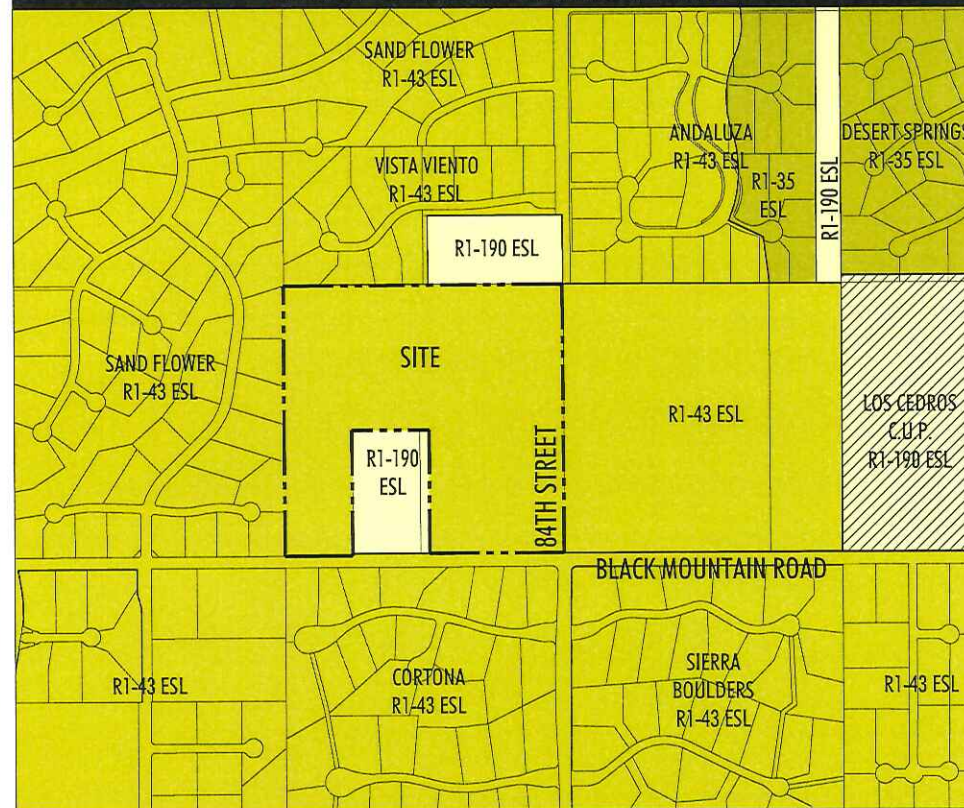 SAND FLOWER
R1-43 ESL
VISTA VIENTO
R1-43 ESL
ANDALUZA
R1-43 ESL
R1-35
ESL
R1-190 ESL
DESERT SPRINGS
R1-35 ESL
R1-190 ESL
SITE
SAND FLOWER
R1-43 ESL
R1-190
ESL
84TH STREET
R1-43 ESL
LOS CEDROS
C.U.P.
R1-190 ESL
BLACK MOUNTAIN ROAD
R1-43 ESL
CORTONA
R1-43 ESL
SIERRA
BOULDERS
R1-43 ESL
R1-43 ESL